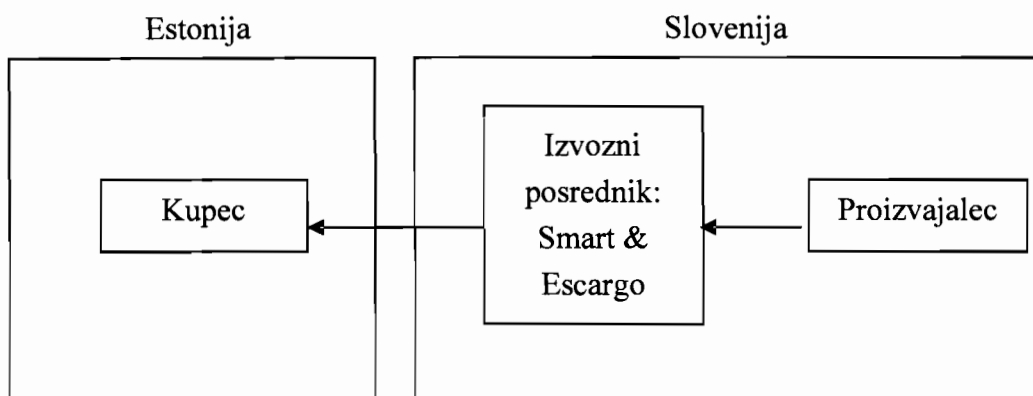 Estonija
Slovenija
Kupec
Izvozni
posrednik:
Smart &
Escargo
Proizvajalec